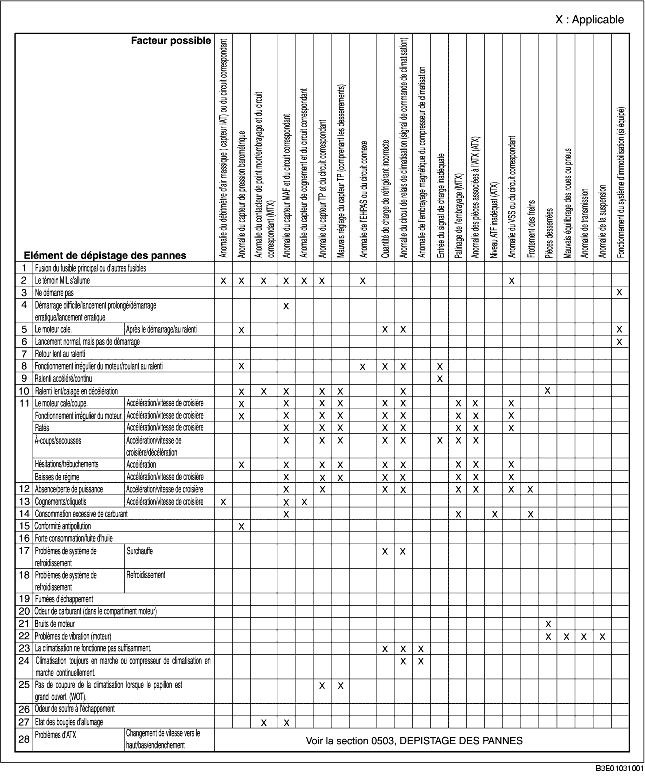 X : Applicable
Facteur possible
Elément de dépistage des pannes
Anomalie du débitmètre d'air massique ( capteur IAT) ou du circuit correspondant
Anomalie du capteur de pression barométrique
Anomalie du contacteur de point mort/embrayage et du circuit
correspondant (MTX)
Anomalie du capteur MAF et du circuit correspondant
Anomalie du capteur de cognement et du circuit correspondant
Anomalie du capteur TP et du circuit correspondant
Mauvais réglage du capteur TP (comprenant les desserrements)
Anomalie de l'EHPAS ou du circuit connexe
Quantité de charge de réfrigérant incorrecte
Anomalie du circuit de relais de climatisation (signal de commande de climatisation)
Anomalie de l'embrayage magnétique du compresseur de climatisation
Entrée du signal de charge inadéquate
Patinage de l'embrayage (MTX)
Anomalie des pièces associées à l'ATX (ATX)
Niveau ATF inadéquat (ATX)
Anomalie du VSS ou du circuit correspondant
Frottement des freins
Pièces desserrées
Mauvais équilibrage des roues ou pneus
Anomalie de transmission
Anomalie de la suspension
Fonctionnement du système d'immobilisation (si équipé)
1 Fusion du fusible principal ou d'autres fusibles
2 Le témoin MIL s'allume X X X X X X X X
3 Ne démarre pas X
4 Démarrage difficile/lancement prolongé/démarrage
erratique/lancement erratique X
5 Le moteur cale. Après le démarrage/au ralenti X X X X
6 Lancement normal, mais pas de démarrage X
7 Retour lent au ralenti
8 Fonctionnement irrégulier du moteur/roulant au ralenti X X X X X
9 Ralenti accéléré/continu X
10 Ralenti lent/calage en décélération X X X X X X X
11 Le moteur cale/coupe. Accélération/vitesse de croisière X X X X X X X X X
Fonctionnement irrégulier du moteur. Accélération/vitesse de croisière X X X X X X X X X
Ratés Accélération/vitesse de croisière X X X X X X X X
A-coups/secousses Accélération/vitesse de
croisière/décélération X X X X X X X X
Hésitations/trébuchements Accélération X X X X X X X X X
Baisses de régime Accélération/vitesse de croisière X X X X X X X X
12 Absence/perte de puissance Accélération/vitesse de croisière X X X X X X X X
13 Cognements/cliquetis Accélération/vitesse de croisière X X X
14 Consommation excessive de carburant X X X X
15 Conformité antipollution X
16 Forte consommation/fuite d'huile
17 Problèmes de système de
refroidissement Surchauffe X X
18 Problèmes de système de
refroidissement Refroidissement
19 Fumées d'échappement
20 Odeur de carburant (dans le compartiment moteur)
21 Bruits de moteur X
22 Problèmes de vibration (moteur) X X X X
23 La climatisation ne fonctionne pas suffisamment. X X X
24 Climatisation toujours en marche ou compresseur de climatisation en
marche continuellement. X X
25 Pas de coupure de la climatisation lorsque le papillon est
grand ouvert (WOT). X X
26 Odeur de soufre à l'échappement
27 Etat des bougies d'allumage X X
28 Problèmes d'ATX Changement de vitesse vers le
haut/bas/enclenchement Voir la section 0503, DEPISTAGE DES PANNES
B3E01031001